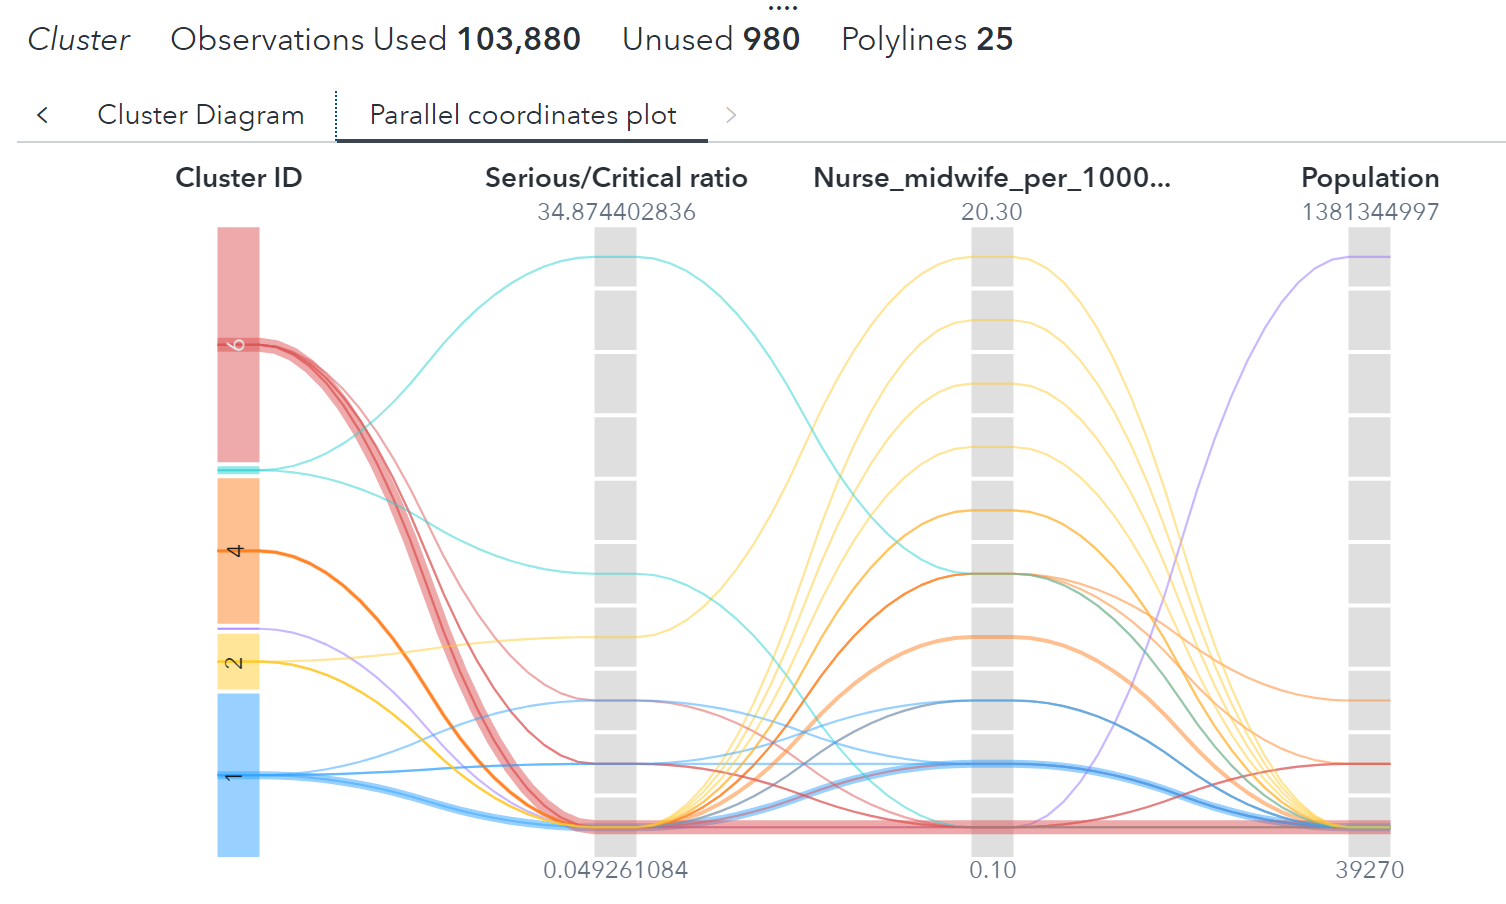 Cluster Observations Used 103,880 Unused 980 Polylines 25
Cluster Diagram Parallel coordinates plot
Cluster ID Serious/Critical ratio Nurse_midwife_per_1000... Population
34.874402836 20.30 1381344997
6
4
2
1
0.049261084 0.10 39270